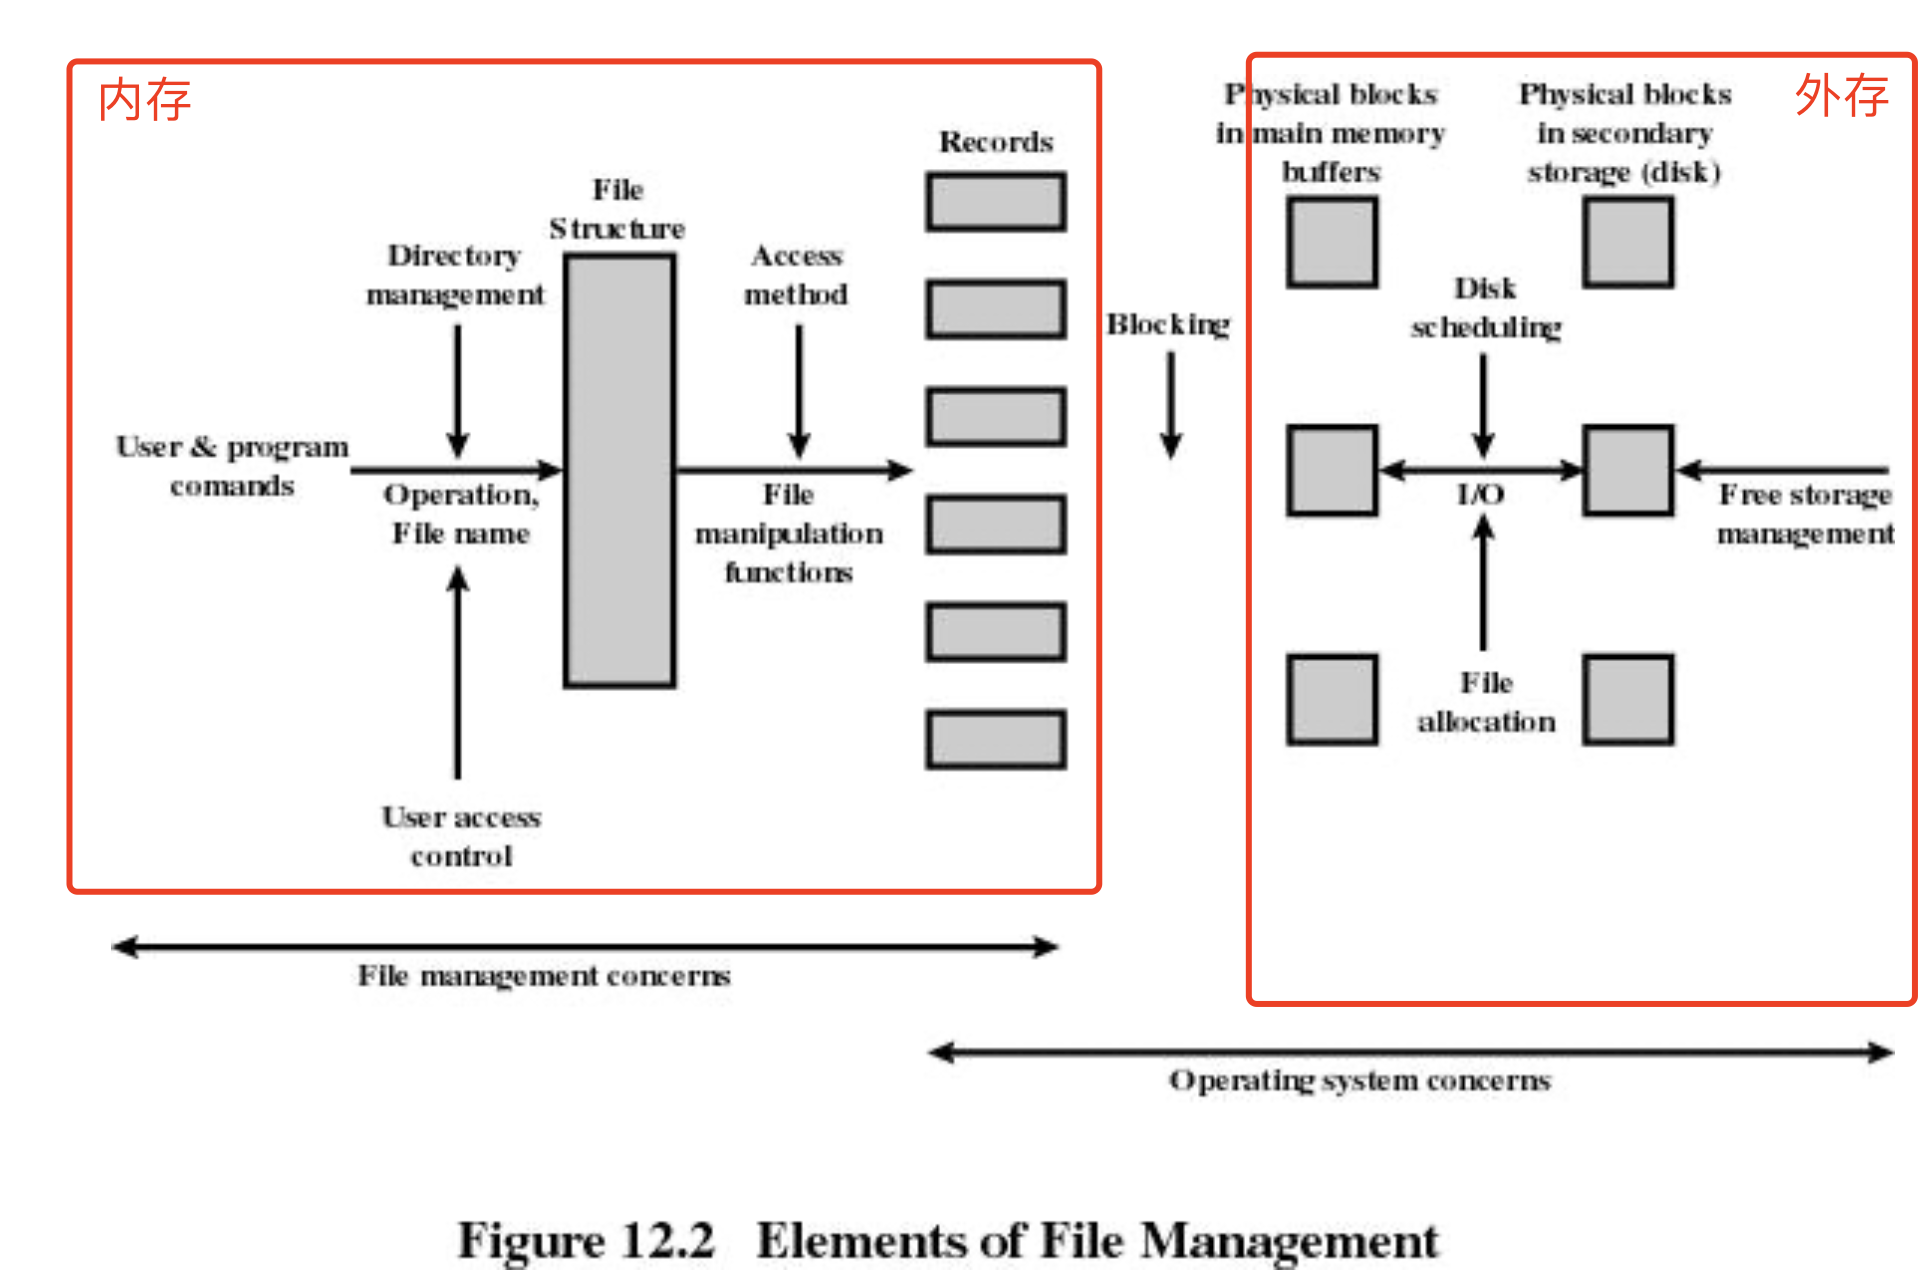 内存
外存
Physical blocks
in main memory
buffers
Physical blocks
in secondary
storage (disk)
Records
File
Structure
Directory
management
Access
method
Disk
scheduling
Blocking
User & program
comands
Operation,
File name
File
manipulation
functions
I/O
Free storage
management
File
allocation
User access
control
File management concerns
Operating system concerns
Figure 12.2 Elements of File Management